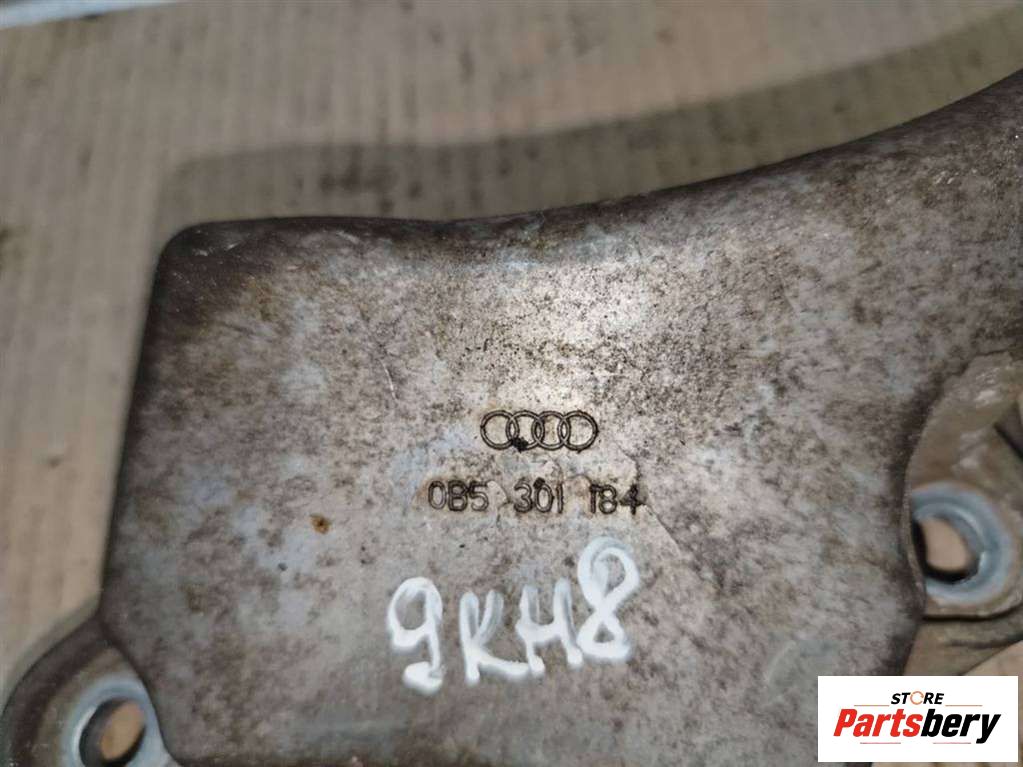 0B5 301 184
9KH8
STORE
Partsbery